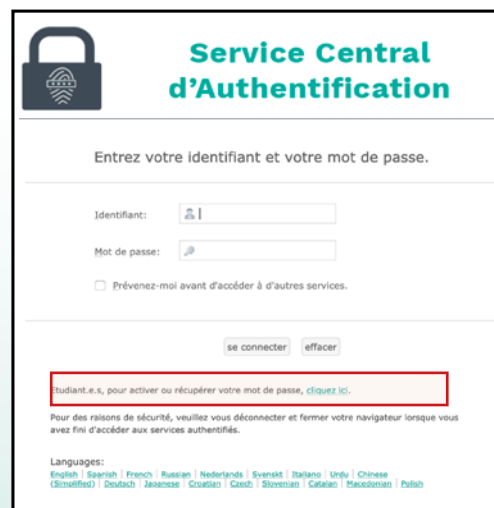 Service Central
d'Authentification
Entrez votre identifiant et votre mot de passe.
Identifiant:
Mot de passe:
Prévenez-moi avant d'accéder à d'autres services.
se connecter effacer
Etudiant.e.s, pour activer ou récupérer votre mot de passe, cliquez ici.
Pour des raisons de sécurité, veuillez vous déconnecter et fermer votre navigateur lorsque vous
avez fini d'accéder aux services authentifiés.
Languages:
English | Spanish | French | Russian | Nederlands | Svenskt | Italiano | Urdu | Chinese
(Simplified) | Deutsch | Japanese | Croatian | Czech | Slovenian | Catalan | Macedonian | Polish